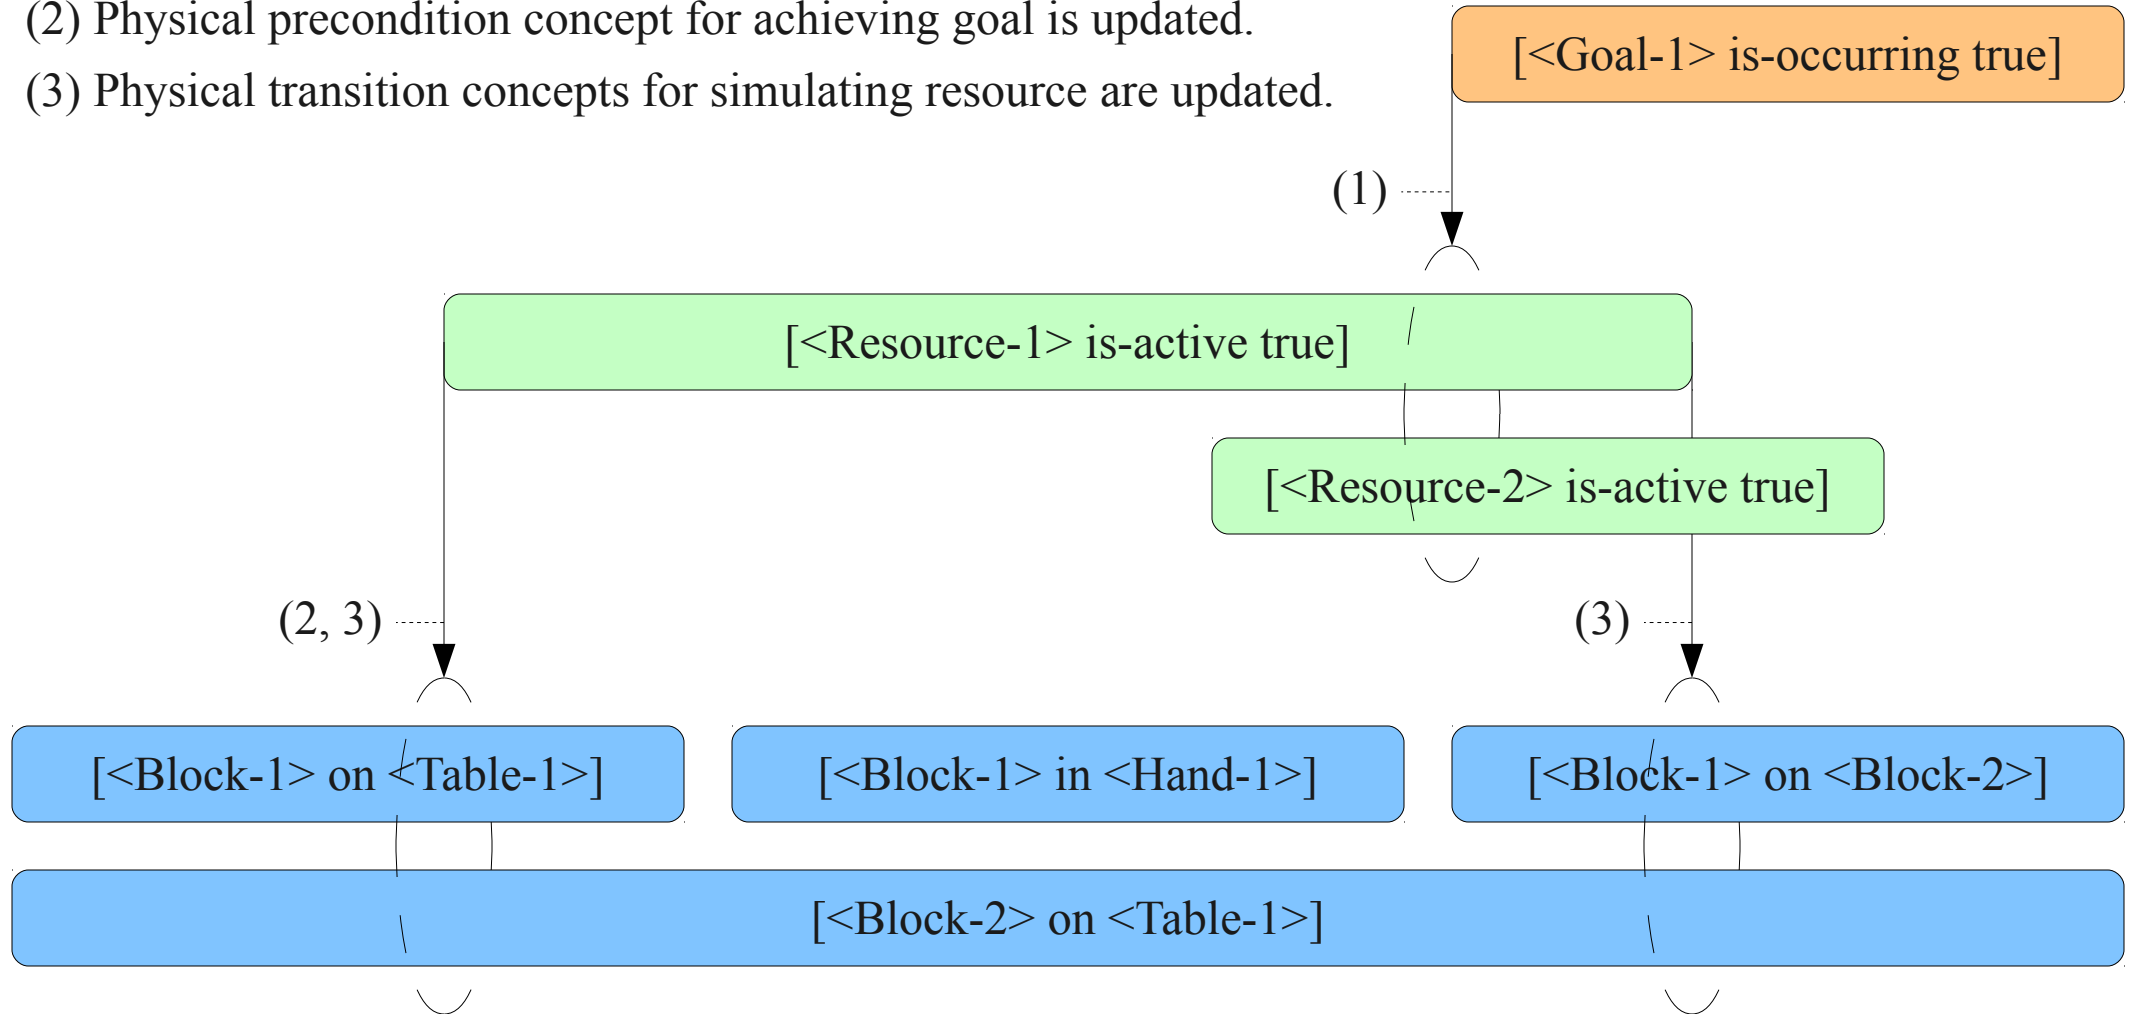 (2) Physical precondition concept for achieving goal is updated.
(3) Physical transition concepts for simulating resource are updated.
[<Goal-1> is-occurring true]
(1)
[<Resource-1> is-active true]
[<Resource-2> is-active true]
(2, 3)
(3)
[<Block-1> on <Table-1>]
[<Block-1> in <Hand-1>]
[<Block-1> on <Block-2>]
[<Block-2> on <Table-1>]